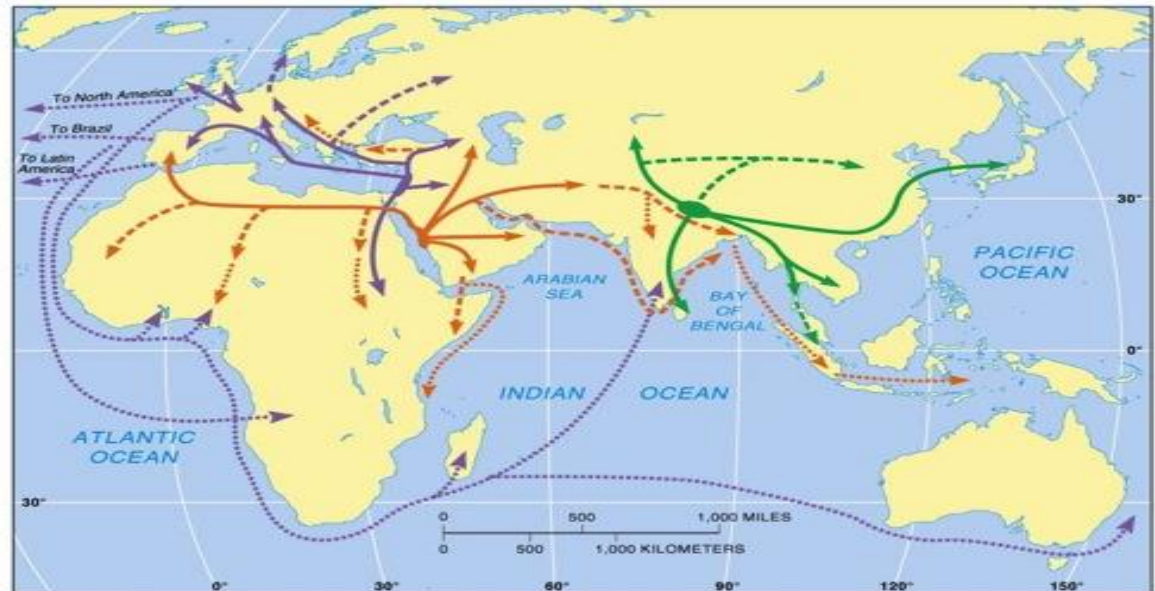 To North America
To Brazil
To Latin
America
30°
PACIFIC
OCEAN
ARABIAN
SEA
BAY
OF
BENGAL
0°
INDIAN OCEAN
ATLANTIC
OCEAN
30°
0 500 1,000 MILES
0 500 1,000 KILOMETERS
0° 30° 60° 90° 120° 150°